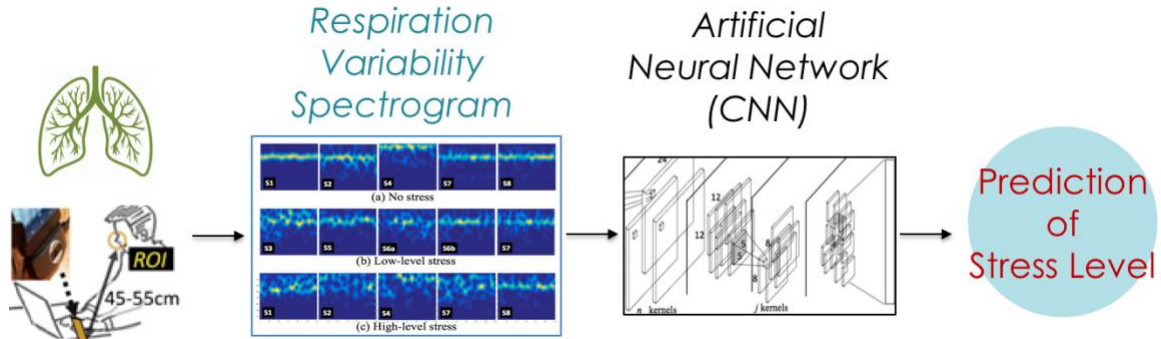 Respiration
Variability
Spectrogram
Artificial
Neural Network
(CNN)
ROI
45-55cm
S1 S2 S4 S7 S8
(a) No stress
S3 S5 S6a S6b S7
(b) Low-level stress
S1 S2 S4 S7 S8
(c) High-level stress
24
12
12
5
5
8
8
n kernels
j kernels
Prediction
of
Stress Level